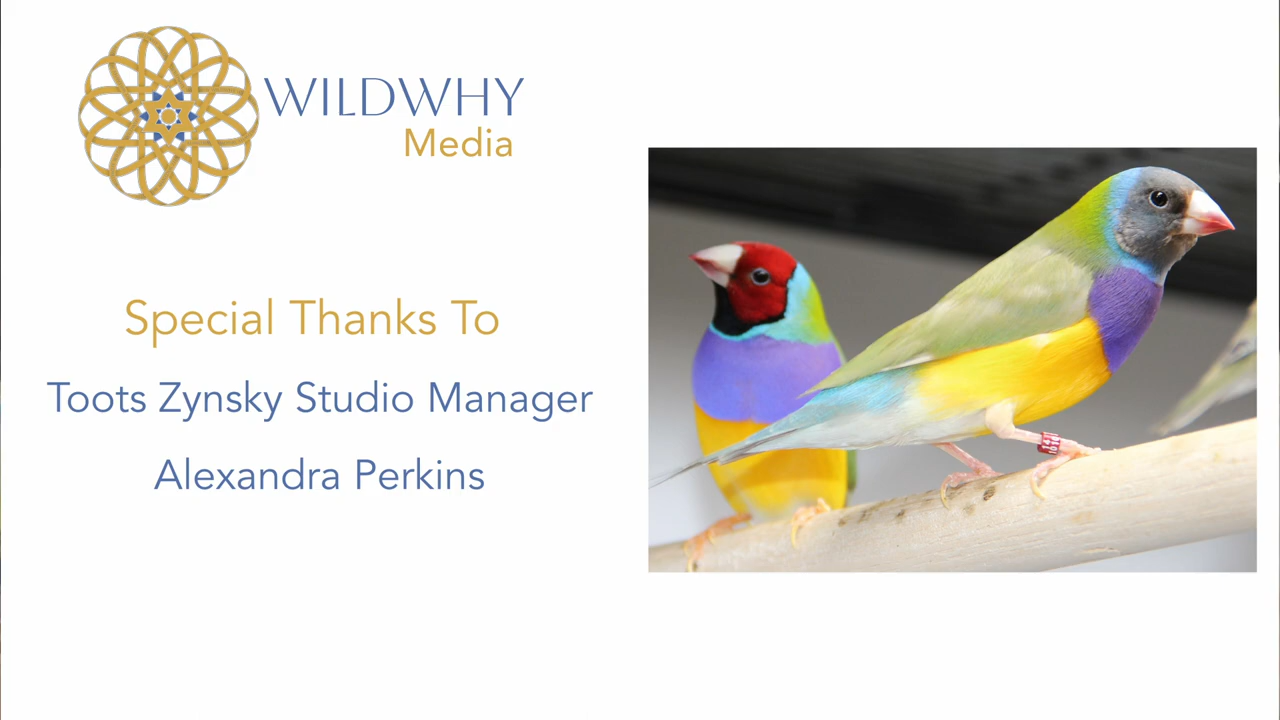 WILDWHY
Media
Special Thanks To
Toots Zynsky Studio Manager
Alexandra Perkins